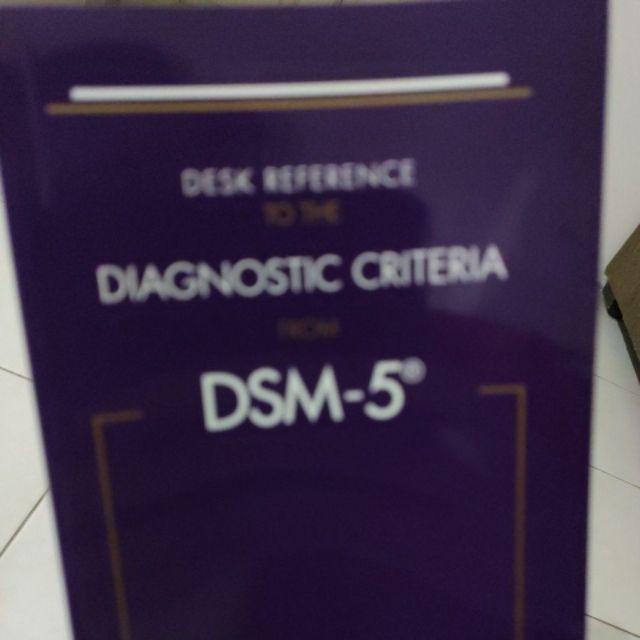 DESK REFERENCE
TO THE
DIAGNOSTIC CRITERIA
FROM
DSM-5®